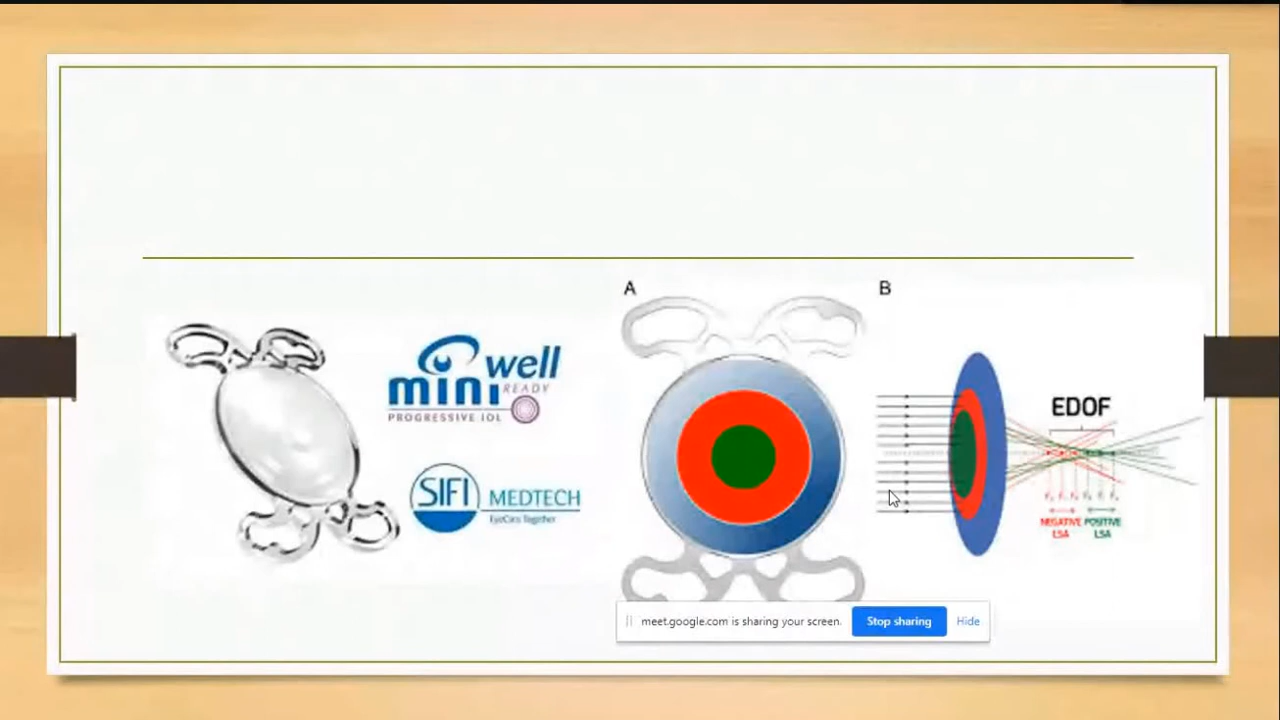 A
B
mini well
READY
PROGRESSIVE IOL
SIFI MEDTECH
EyeCare Together
EDOF
NEGATIVE POSITIVE
LSA LSA
meet.google.com is sharing your screen.
Stop sharing
Hide